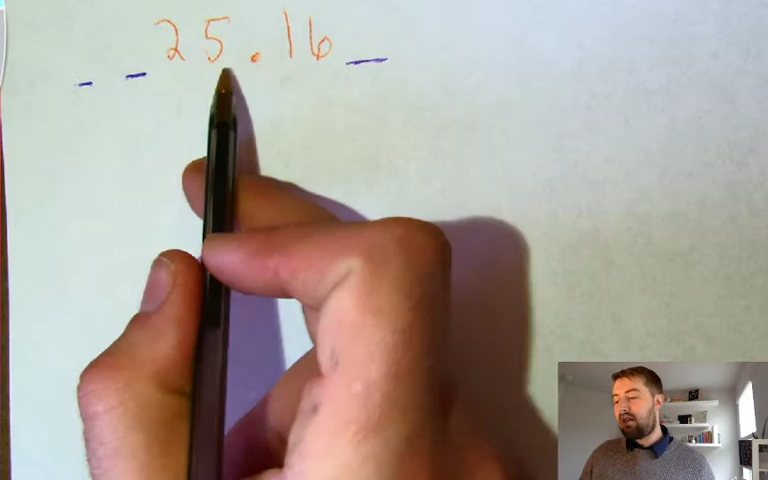 _ _ 25.16 _